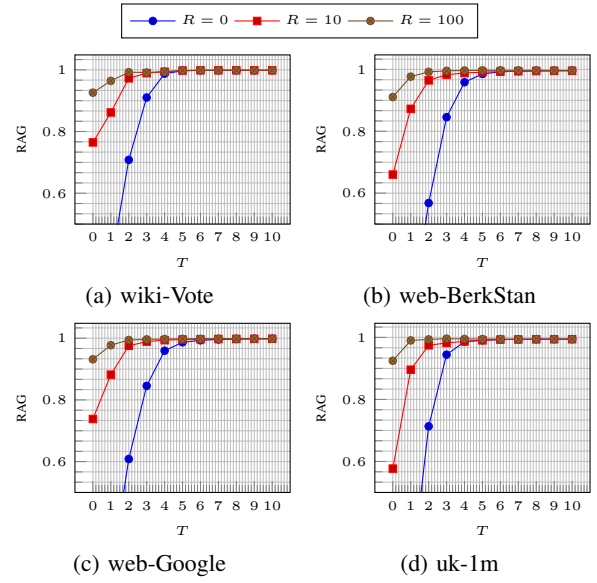 R = 0 R = 10 R = 100
1
0.8
0.6
RAG
0 1 2 3 4 5 6 7 8 9 10
T
(a) wiki-Vote
1
0.8
0.6
RAG
0 1 2 3 4 5 6 7 8 9 10
T
(b) web-BerkStan
1
0.8
0.6
RAG
0 1 2 3 4 5 6 7 8 9 10
T
(c) web-Google
1
0.8
0.6
RAG
0 1 2 3 4 5 6 7 8 9 10
T
(d) uk-1m